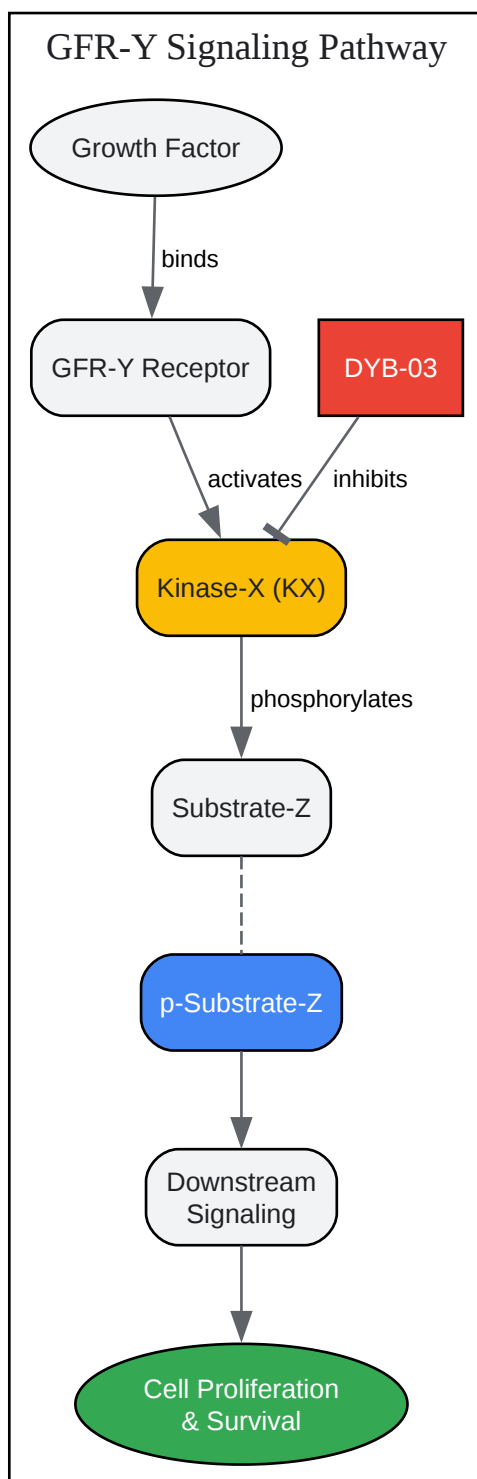 GFR-Y Signaling Pathway
Growth Factor
binds
GFR-Y Receptor
DYB-03
activates
inhibits
Kinase-X (KX)
phosphorylates
Substrate-Z
p-Substrate-Z
Downstream
Signaling
Cell Proliferation
& Survival